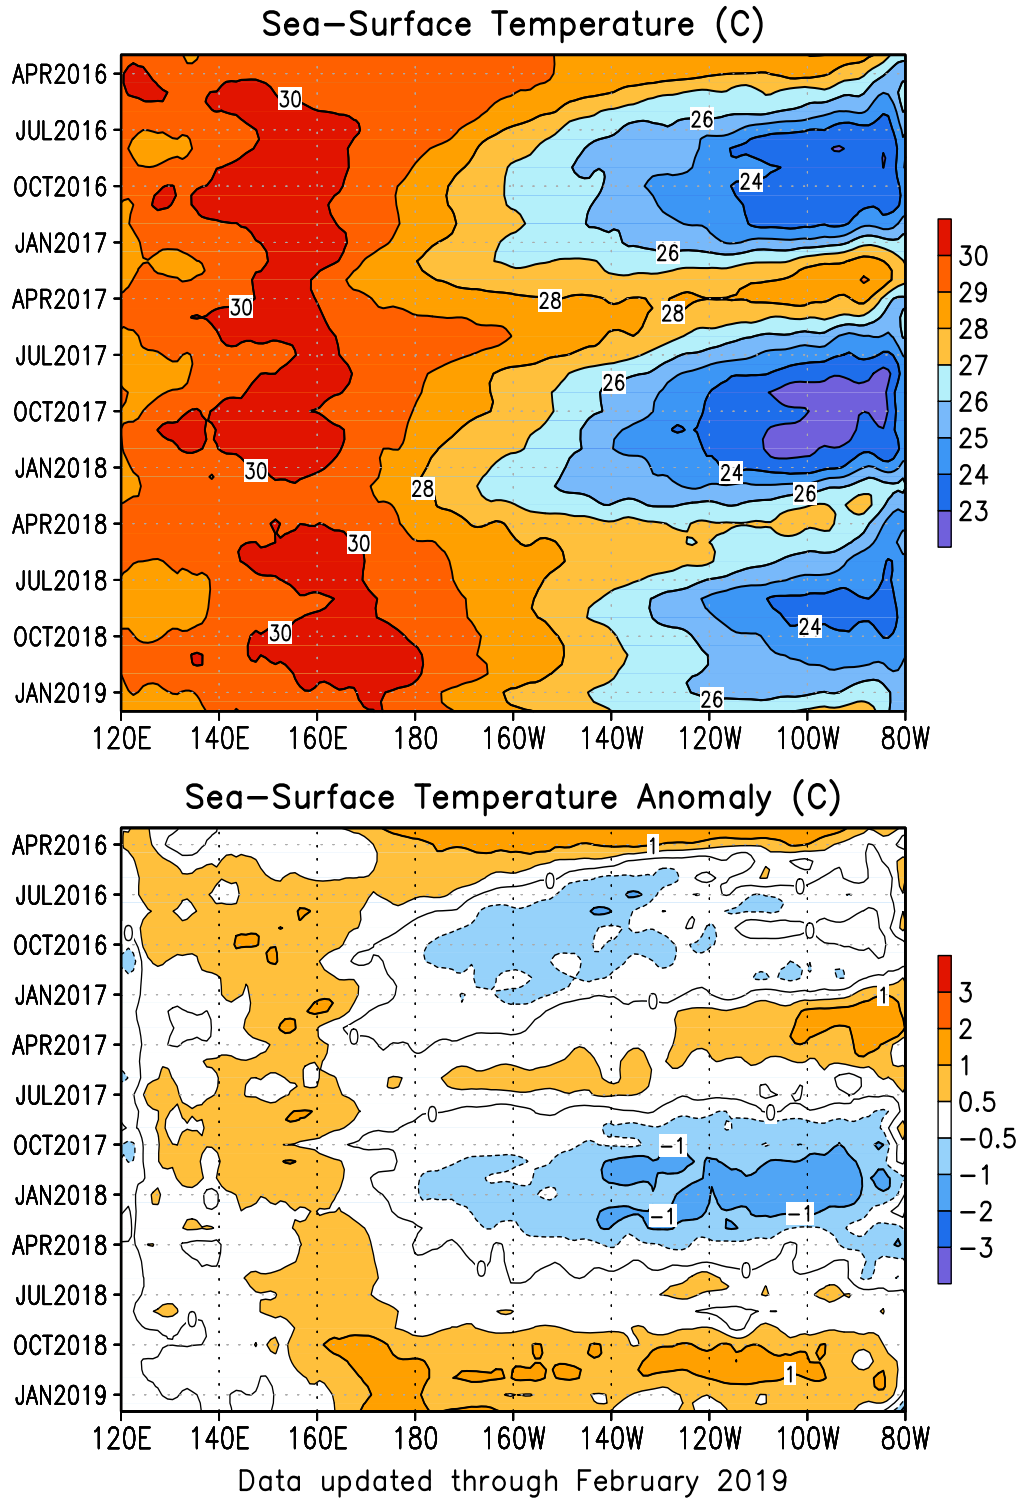 Sea-Surface Temperature (C)
APR2016
JUL2016
OCT2016
JAN2017
APR2017
JUL2017
OCT2017
JAN2018
APR2018
JUL2018
OCT2018
JAN2019
30
26
24
26
30
28
28
26
30
24
28
26
30
30
24
26
120E 140E 160E 180 160W 140W 120W 100W 80W
30
29
28
27
26
25
24
23
Sea-Surface Temperature Anomaly (C)
APR2016
JUL2016
OCT2016
JAN2017
APR2017
JUL2017
OCT2017
JAN2018
APR2018
JUL2018
OCT2018
JAN2019
1
0
0
0
0
1
0
0
0
0
-1
-1
-1
0
0
0
1
120E 140E 160E 180 160W 140W 120W 100W 80W
3
2
1
0.5
-0.5
-1
-2
-3
Data updated through February 2019